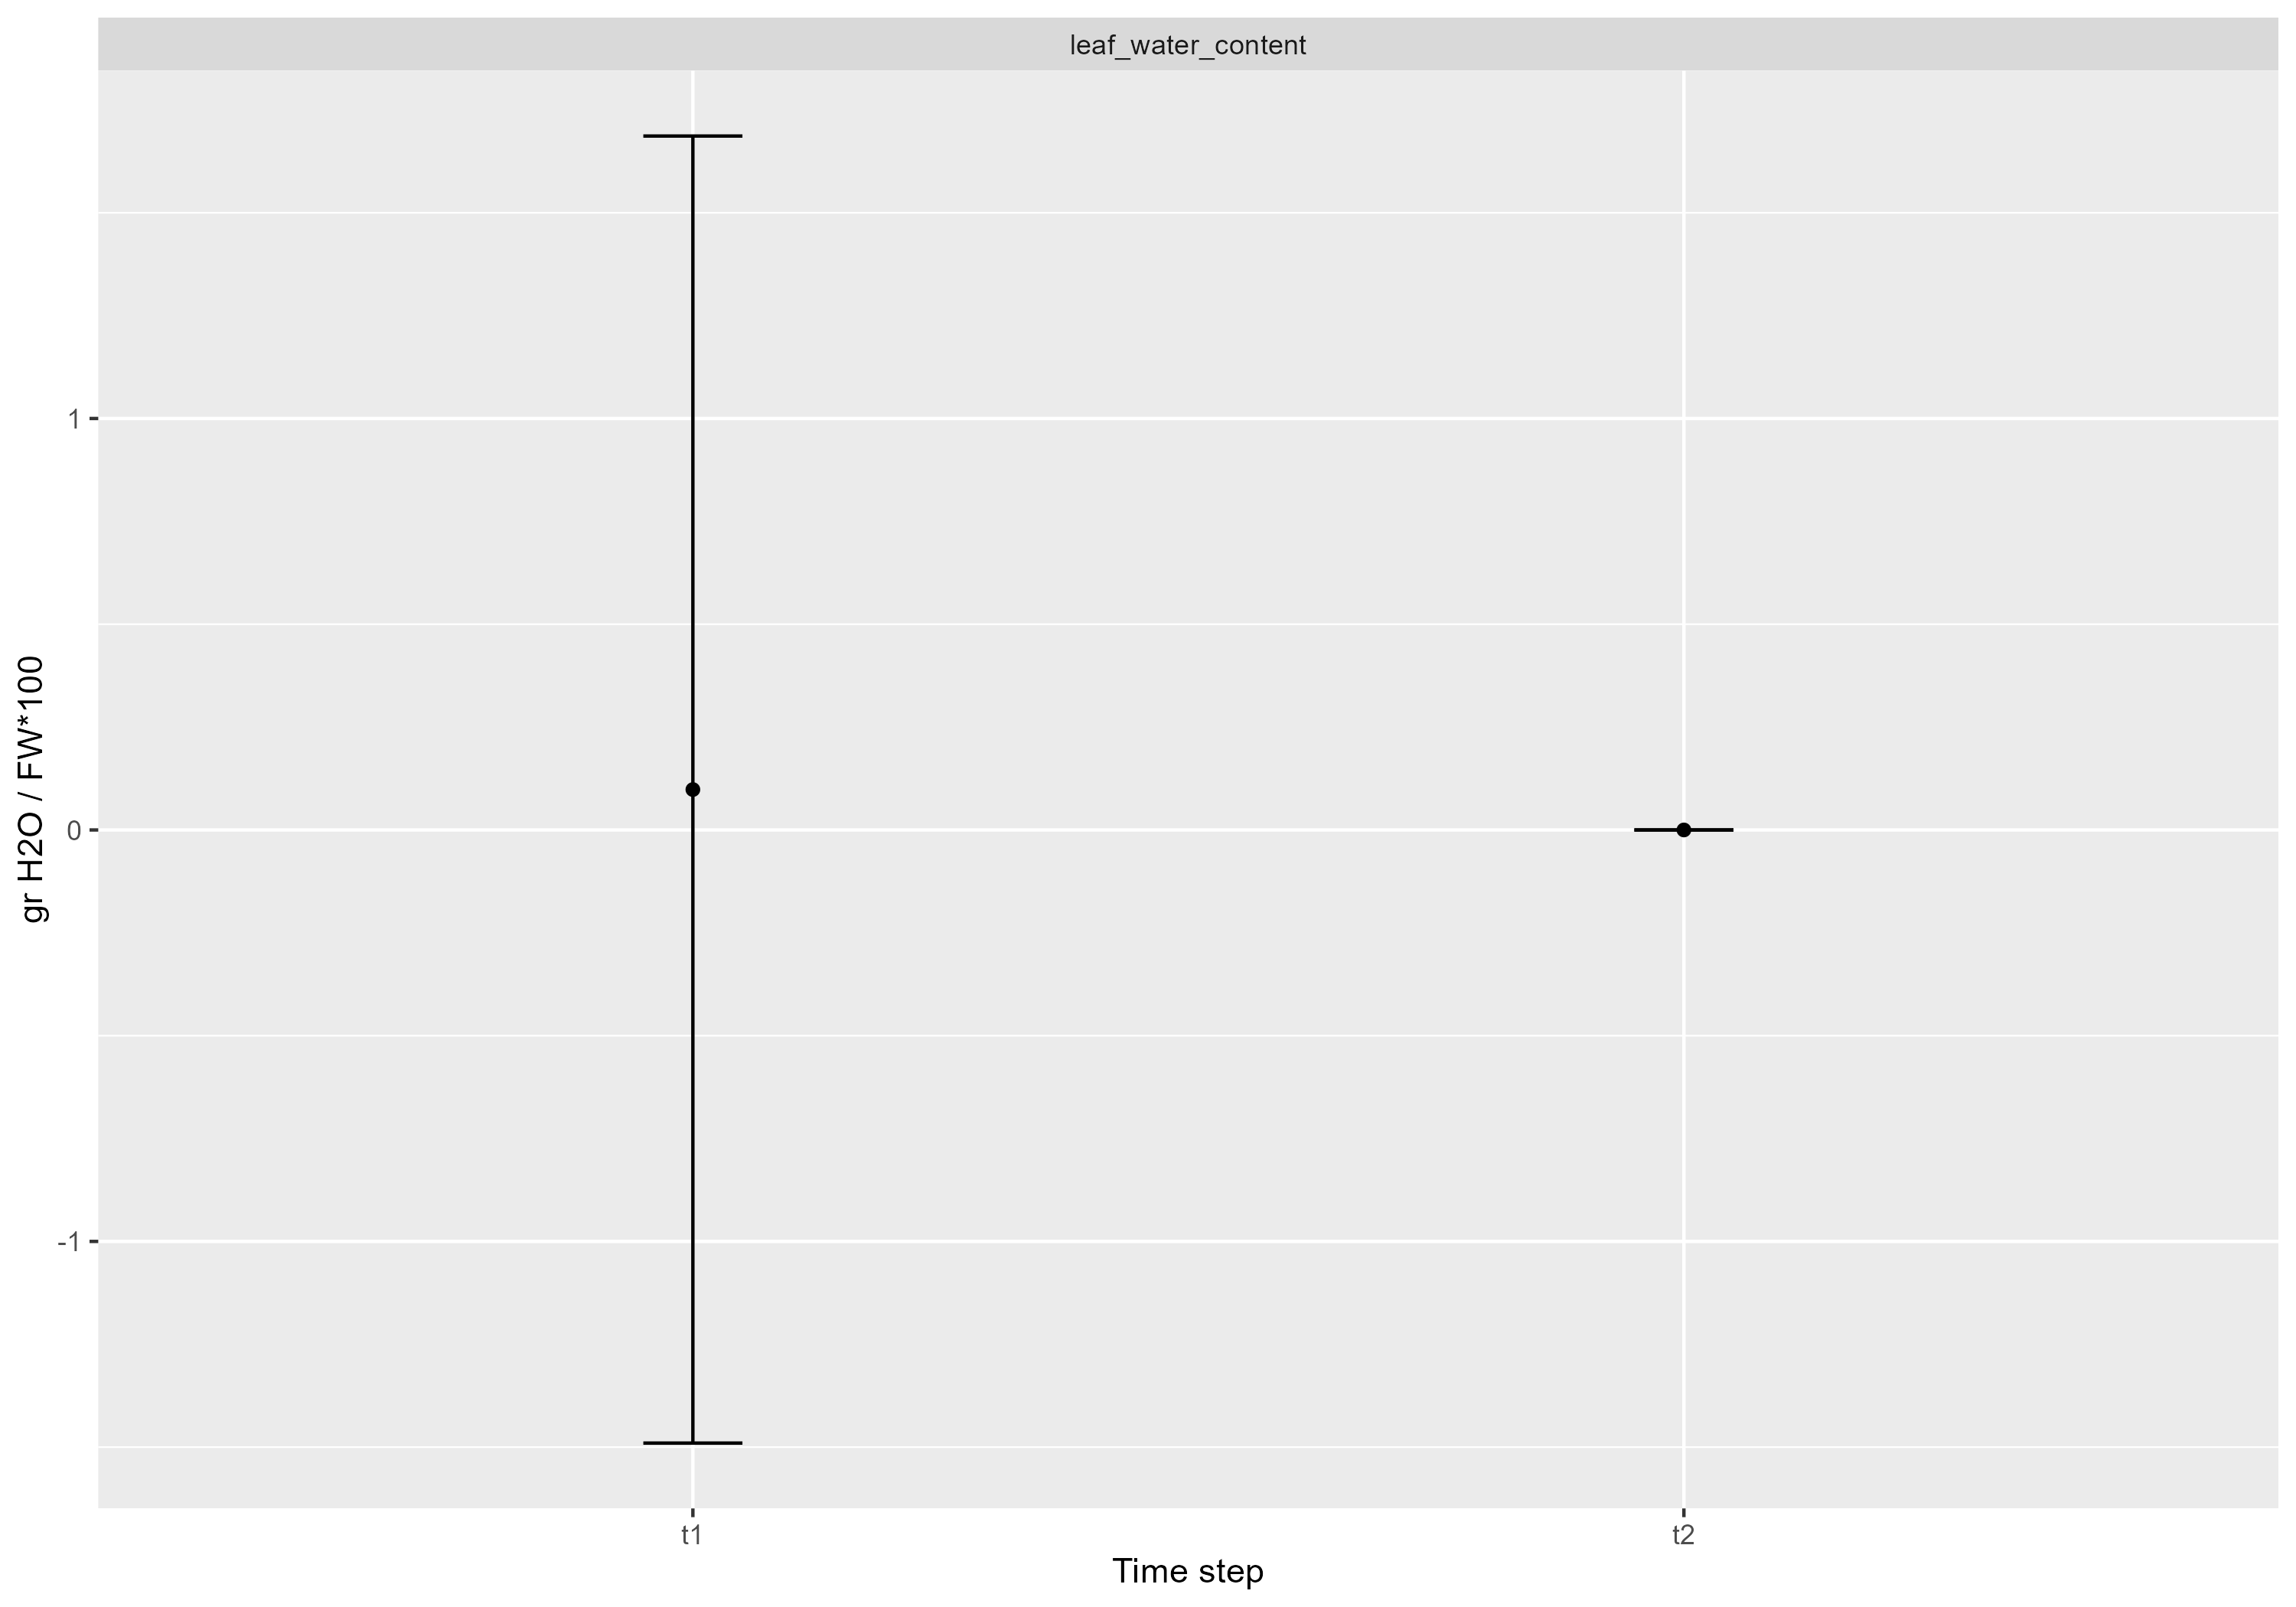 leaf_water_content
gr H2O / FW*100
1
0
-1
t1
t2
Time step